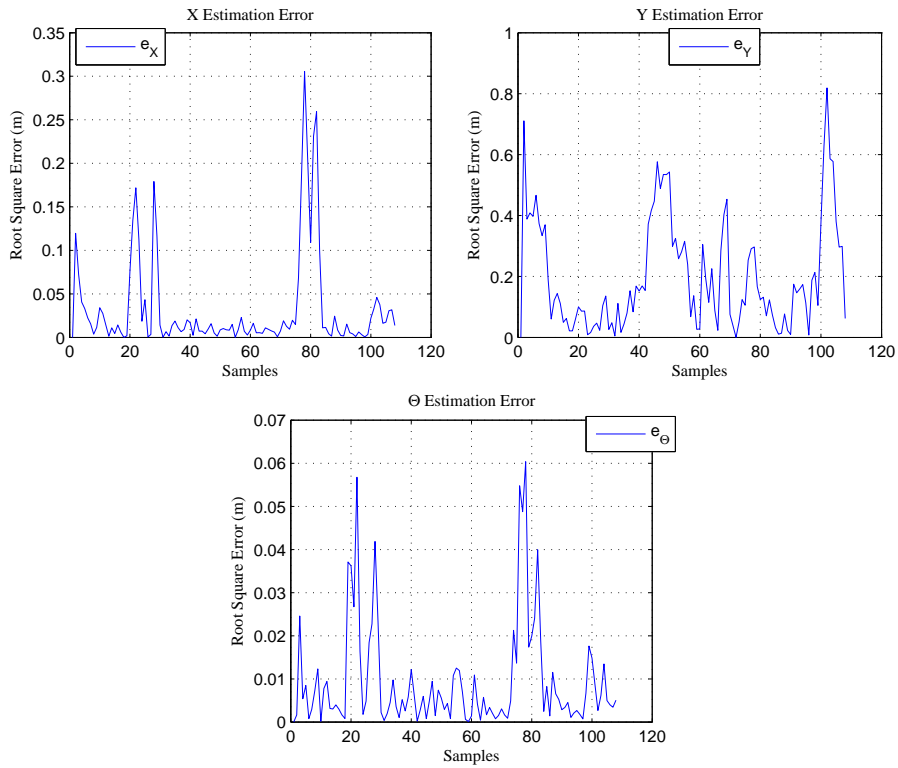 X Estimation Error
0.35
0.3
0.25
0.2
0.15
0.1
0.05
0
0 20 40 60 80 100 120
Root Square Error (m)
Samples
e_X
Y Estimation Error
1
0.8
0.6
0.4
0.2
0
0 20 40 60 80 100 120
Root Square Error (m)
Samples
e_Y
Θ Estimation Error
0.07
0.06
0.05
0.04
0.03
0.02
0.01
0
0 20 40 60 80 100 120
Root Square Error (m)
Samples
e_Θ